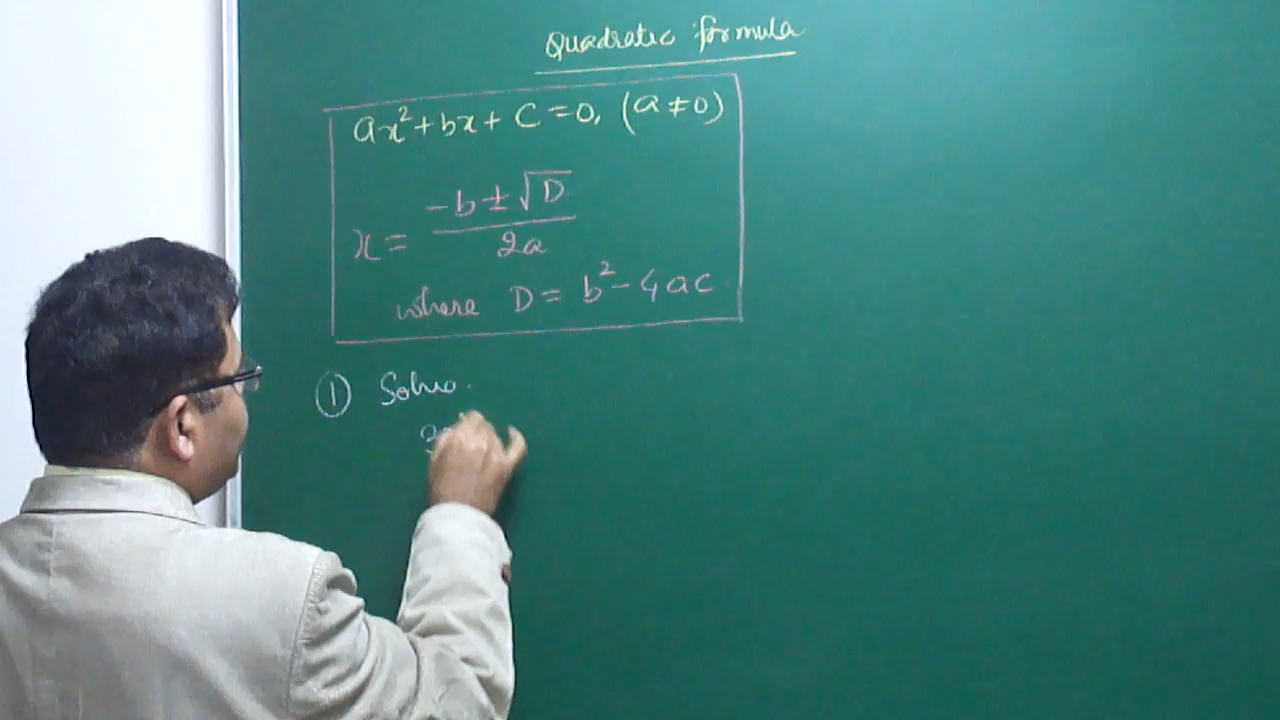 Quadratic formula
ax²+bx+c=0, (a≠0)
x = (-b±√D)/2a
where D = b²-4ac
① Solve.